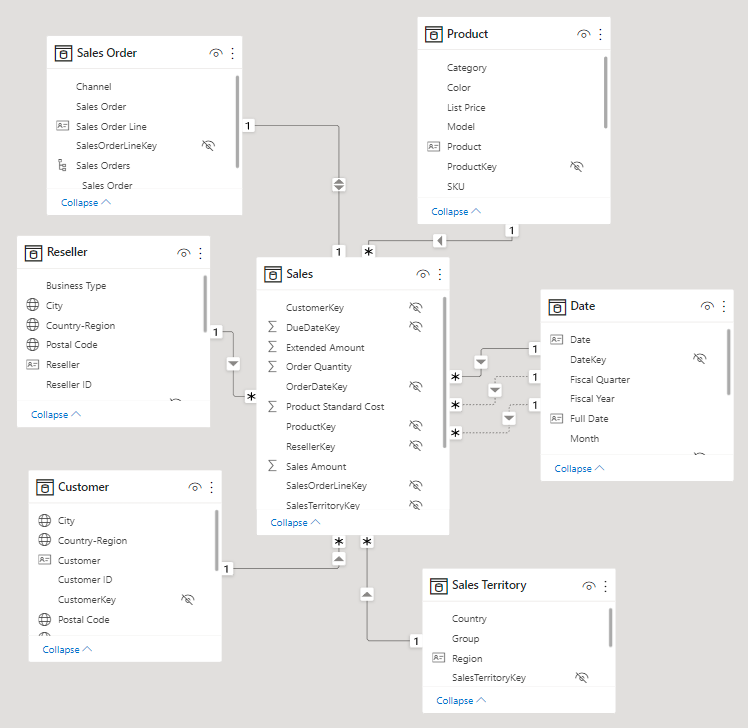 Sales Order
Channel
Sales Order
Sales Order Line
SalesOrderLineKey
Sales Orders
Sales Order
Collapse
Product
Category
Color
List Price
Model
Product
ProductKey
SKU
Collapse
1
1
*
1
Reseller
Business Type
City
Country-Region
Postal Code
Reseller
Reseller ID
Collapse
1
*
Sales
CustomerKey
DueDateKey
Extended Amount
Order Quantity
OrderDateKey
Product Standard Cost
ProductKey
ResellerKey
Sales Amount
SalesOrderLineKey
SalesTerritoryKey
Collapse
*
1
*
1
*
1
Date
Date
DateKey
Fiscal Quarter
Fiscal Year
Full Date
Month
Collapse
Customer
City
Country-Region
Customer
Customer ID
CustomerKey
Postal Code
Collapse
1
*
*
1
Sales Territory
Country
Group
Region
SalesTerritoryKey
Collapse